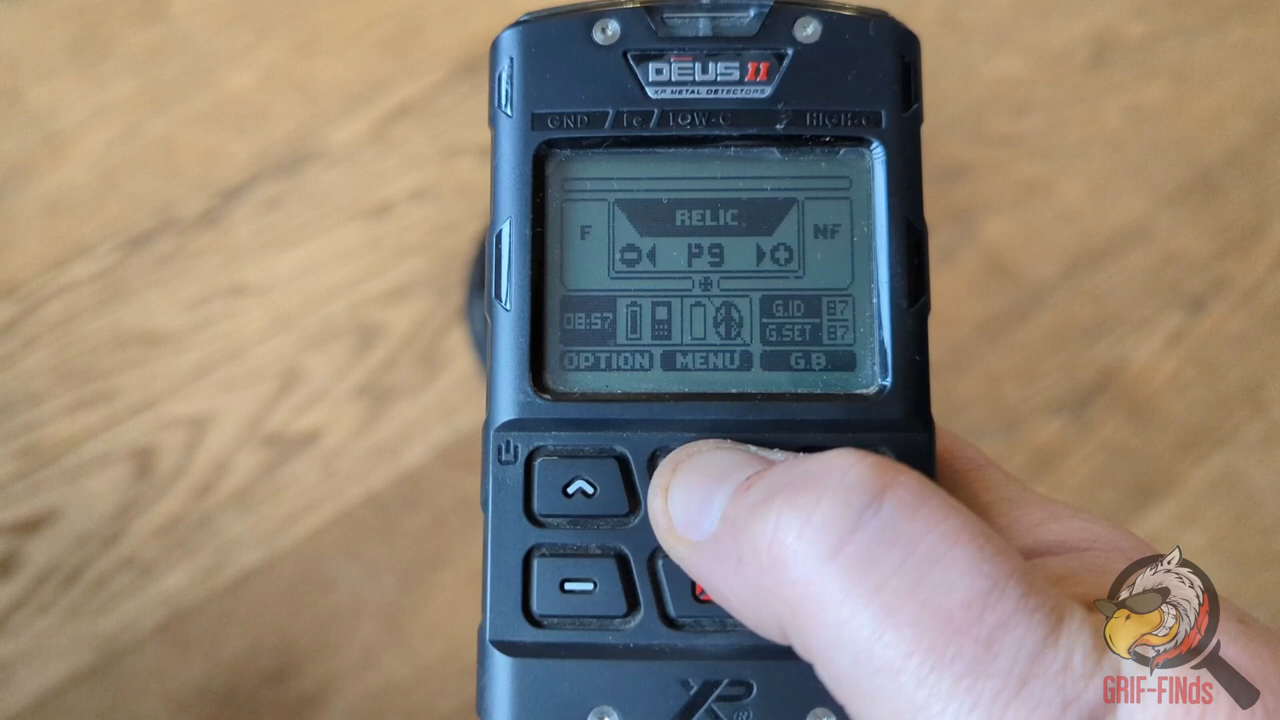 DEUS II
XP METAL DETECTORS
GND / Fe / LOW-C HIGH-C
RELIC
F P9 NF
08:57 G.ID 87
G.SET 87
OPTION MENU G.B.
XP
GRIF-FINdS